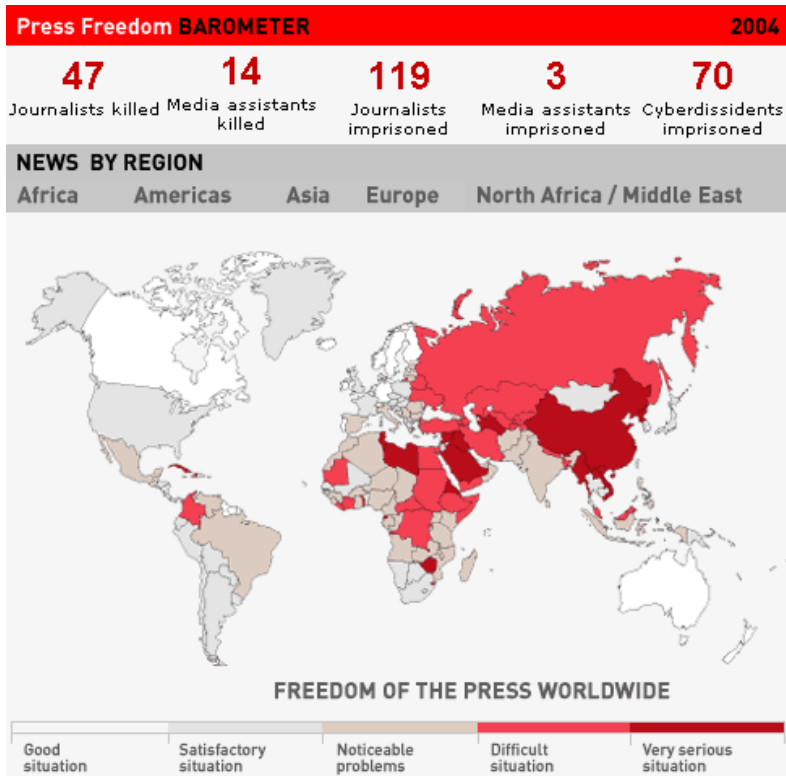 Press Freedom BAROMETER 2004
47 14 119 3 70
Journalists killed Media assistants killed Journalists imprisoned Media assistants imprisoned Cyberdissidents imprisoned
NEWS BY REGION
Africa Americas Asia Europe North Africa / Middle East
FREEDOM OF THE PRESS WORLDWIDE
Good situation Satisfactory situation Noticeable problems Difficult situation Very serious situation